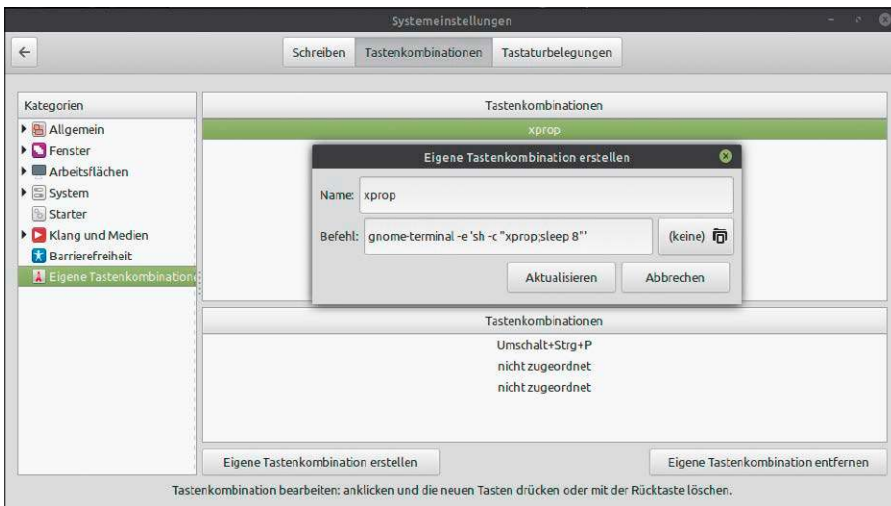 Systemeinstellungen
Schreiben Tastenkombinationen Tastaturbelegungen
Kategorien
Allgemein
Fenster
Arbeitsflächen
System
Starter
Klang und Medien
Barrierefreiheit
Eigene Tastenkombination
Tastenkombinationen
xprop
Eigene Tastenkombination erstellen
Name: xprop
Befehl: gnome-terminal -e 'sh -c "xprop;sleep 8"' (keine)
Aktualisieren Abbrechen
Tastenkombinationen
Umschalt+Strg+P
nicht zugeordnet
nicht zugeordnet
Eigene Tastenkombination erstellen Eigene Tastenkombination entfernen
Tastenkombination bearbeiten: anklicken und die neuen Tasten drücken oder mit der Rücktaste löschen.